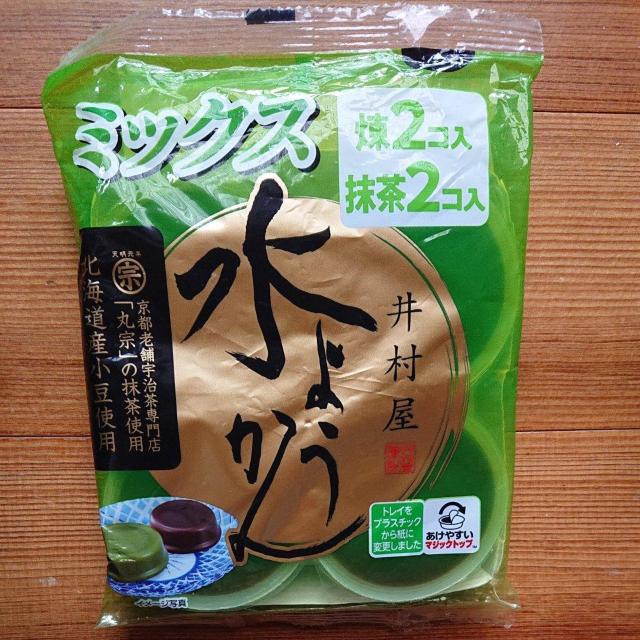 ミックス
煉2コ入
抹茶2コ入
天明元年
宗
京都老舗宇治茶専門店
「丸宗」の抹茶使用
北海道産小豆使用
水ようかん
井村屋
トレイを
プラスチック
から紙に
変更しました
あけやすい
マジックトップ™
イメージ写真